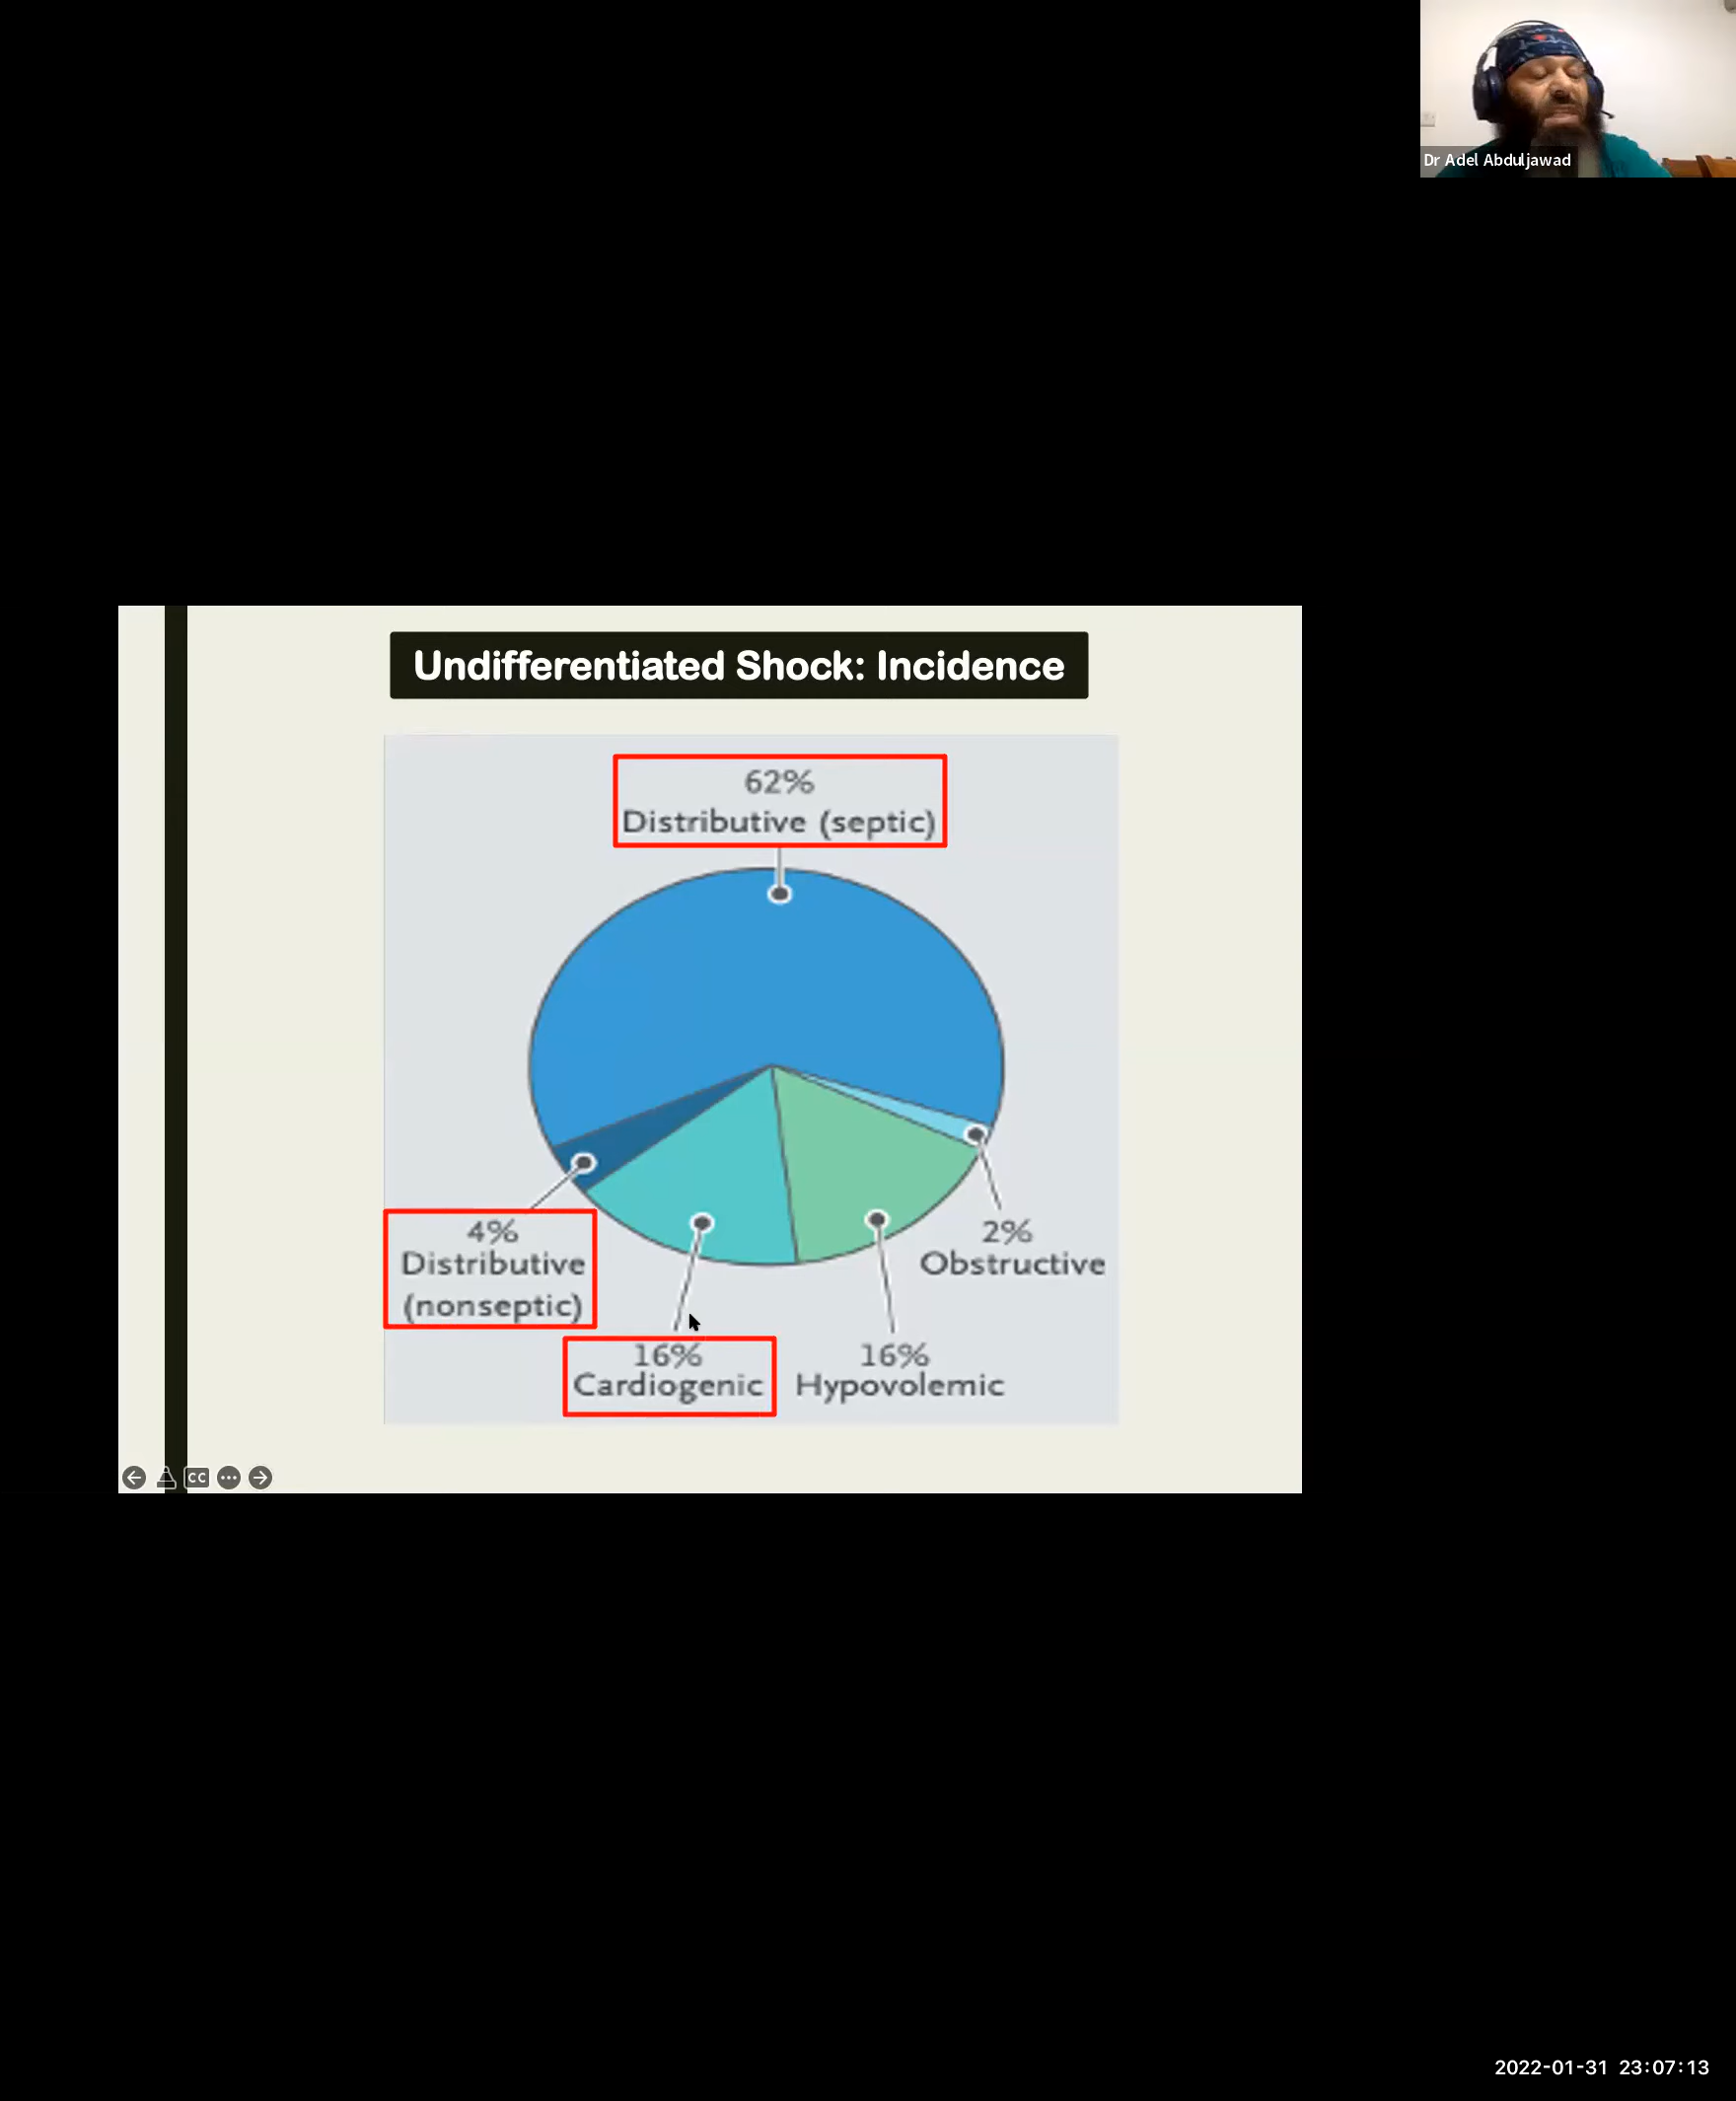 Dr Adel Abduljawad
Undifferentiated Shock: Incidence
62%
Distributive (septic)
4%
Distributive
(nonseptic)
2%
Obstructive
16%
Cardiogenic
16%
Hypovolemic
CC
2022-01-31 23:07:13